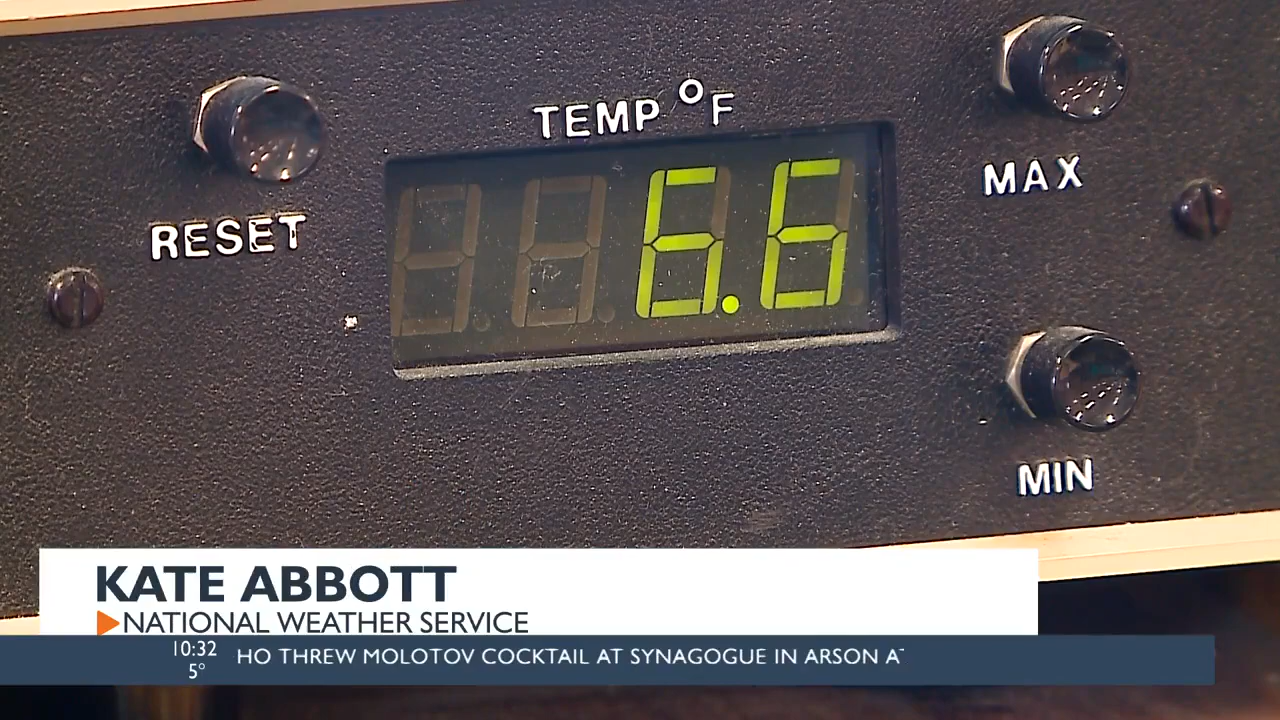 TEMP °F
6.6
RESET
MAX
MIN
KATE ABBOTT
NATIONAL WEATHER SERVICE
10:32
5°
HO THREW MOLOTOV COCKTAIL AT SYNAGOGUE IN ARSON